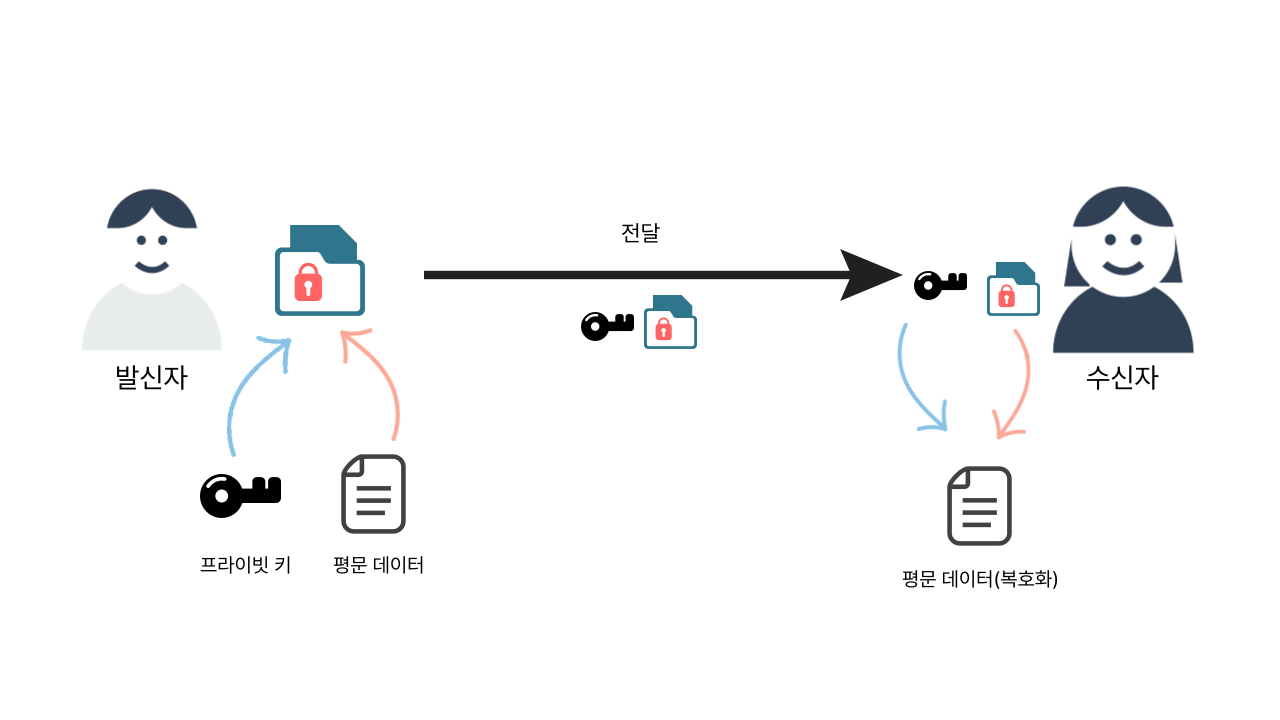 전달
발신자
수신자
프라이빗 키
평문 데이터
평문 데이터(복호화)